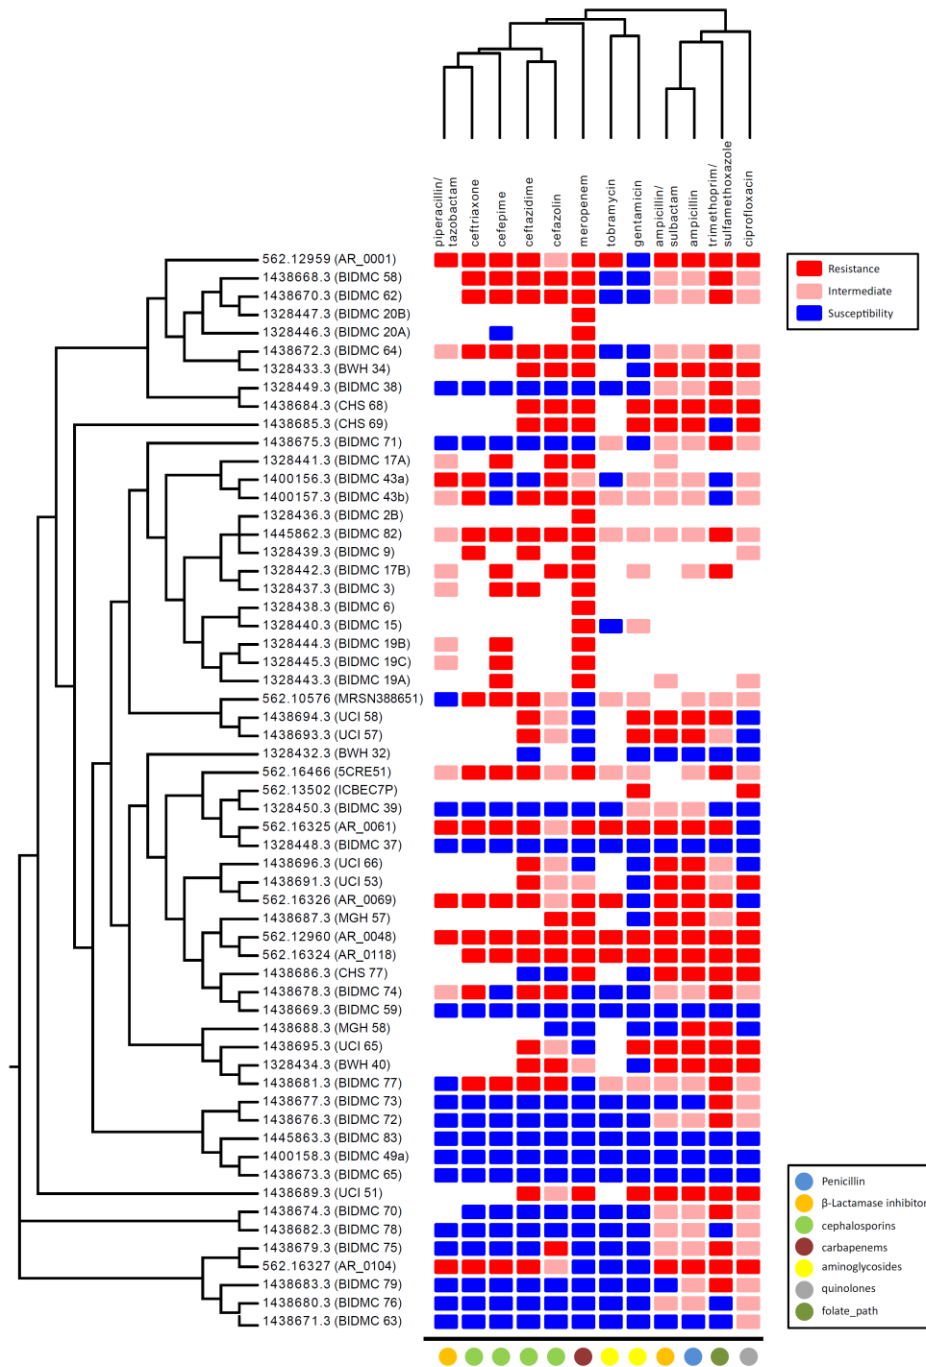 piperacillin/
tazobactam
ceftriaxone
cefepime
ceftazidime
cefazolin
meropenem
tobramycin
gentamicin
ampicillin/
sulbactam
ampicillin
trimethoprim/
sulfamethoxazole
ciprofloxacin
562.12959 (AR_0001)
1438668.3 (BIDMC 58)
1438670.3 (BIDMC 62)
1328447.3 (BIDMC 20B)
1328446.3 (BIDMC 20A)
1438672.3 (BIDMC 64)
1328433.3 (BWH 34)
1328449.3 (BIDMC 38)
1438684.3 (CHS 68)
1438685.3 (CHS 69)
1438675.3 (BIDMC 71)
1328441.3 (BIDMC 17A)
1400156.3 (BIDMC 43a)
1400157.3 (BIDMC 43b)
1328436.3 (BIDMC 2B)
1445862.3 (BIDMC 82)
1328439.3 (BIDMC 9)
1328442.3 (BIDMC 17B)
1328437.3 (BIDMC 3)
1328438.3 (BIDMC 6)
1328440.3 (BIDMC 15)
1328444.3 (BIDMC 19B)
1328445.3 (BIDMC 19C)
1328443.3 (BIDMC 19A)
562.10576 (MRSN388651)
1438694.3 (UCI 58)
1438693.3 (UCI 57)
1328432.3 (BWH 32)
562.16466 (5CRE51)
562.13502 (ICBEC7P)
1328450.3 (BIDMC 39)
562.16325 (AR_0061)
1328448.3 (BIDMC 37)
1438696.3 (UCI 66)
1438691.3 (UCI 53)
562.16326 (AR_0069)
1438687.3 (MGH 57)
562.12960 (AR_0048)
562.16324 (AR_0118)
1438686.3 (CHS 77)
1438678.3 (BIDMC 74)
1438669.3 (BIDMC 59)
1438688.3 (MGH 58)
1438695.3 (UCI 65)
1328434.3 (BWH 40)
1438681.3 (BIDMC 77)
1438677.3 (BIDMC 73)
1438676.3 (BIDMC 72)
1445863.3 (BIDMC 83)
1400158.3 (BIDMC 49a)
1438673.3 (BIDMC 65)
1438689.3 (UCI 51)
1438674.3 (BIDMC 70)
1438682.3 (BIDMC 78)
1438679.3 (BIDMC 75)
562.16327 (AR_0104)
1438683.3 (BIDMC 79)
1438680.3 (BIDMC 76)
1438671.3 (BIDMC 63)
Resistance
Intermediate
Susceptibility
Penicillin
β-Lactamase inhibitor
cephalosporins
carbapenems
aminoglycosides
quinolones
folate_path